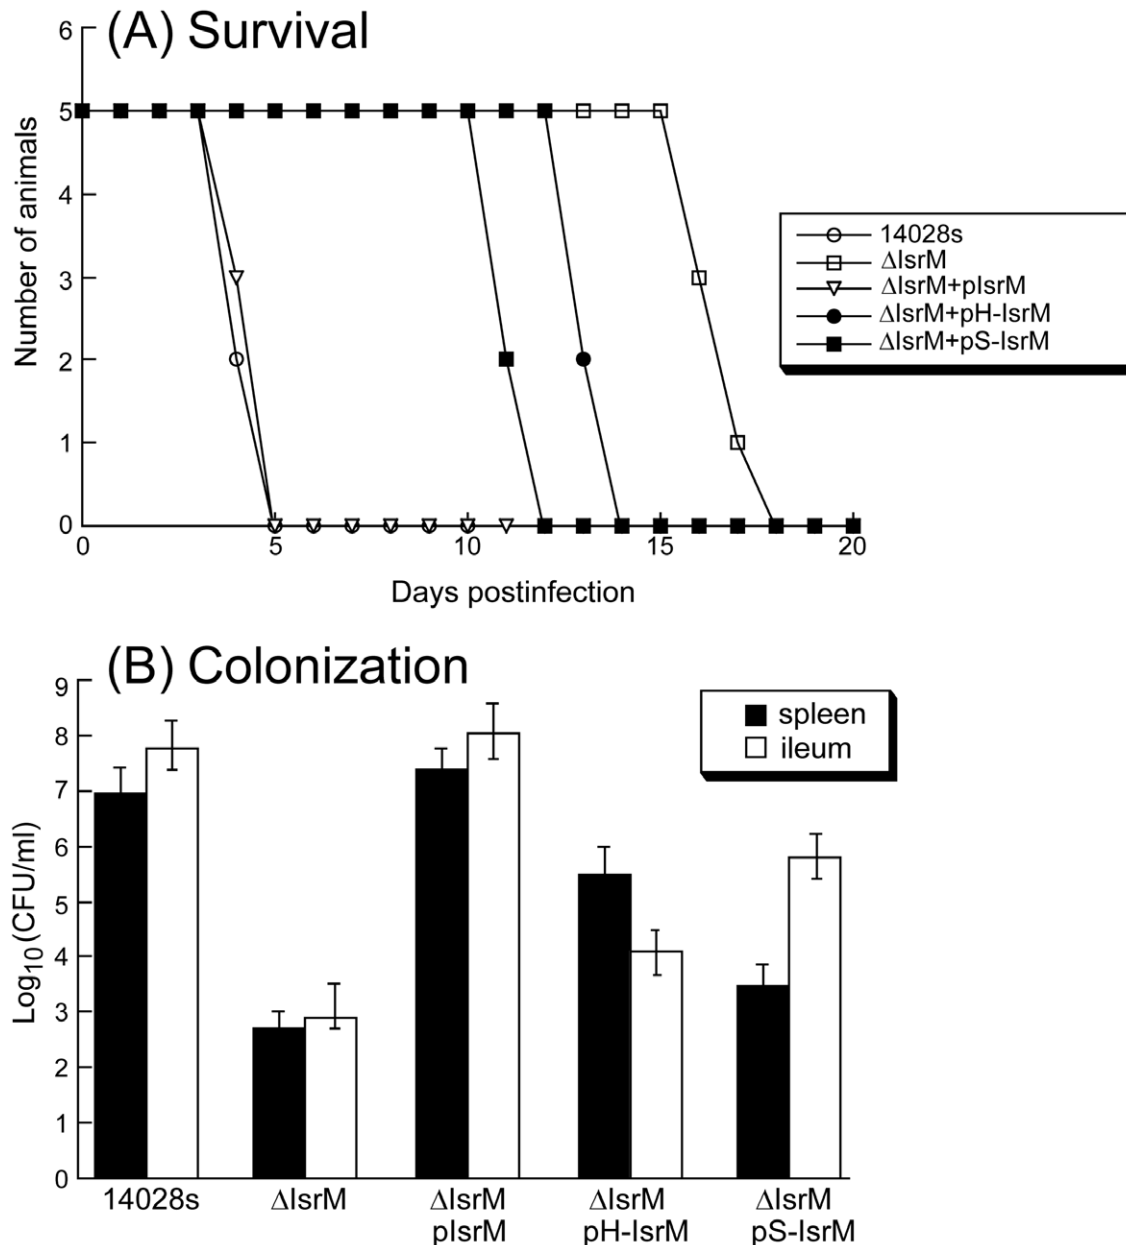 (A) Survival
6
5
4
3
2
1
0
Number of animals
0 5 10 15 20
Days postinfection
14028s
ΔIsrM
ΔIsrM+pIsrM
ΔIsrM+pH-IsrM
ΔIsrM+pS-IsrM
(B) Colonization
9
8
7
6
5
4
3
2
1
0
Log10(CFU/ml)
spleen
ileum
14028s ΔIsrM ΔIsrM ΔIsrM ΔIsrM
pIsrM pH-IsrM pS-IsrM